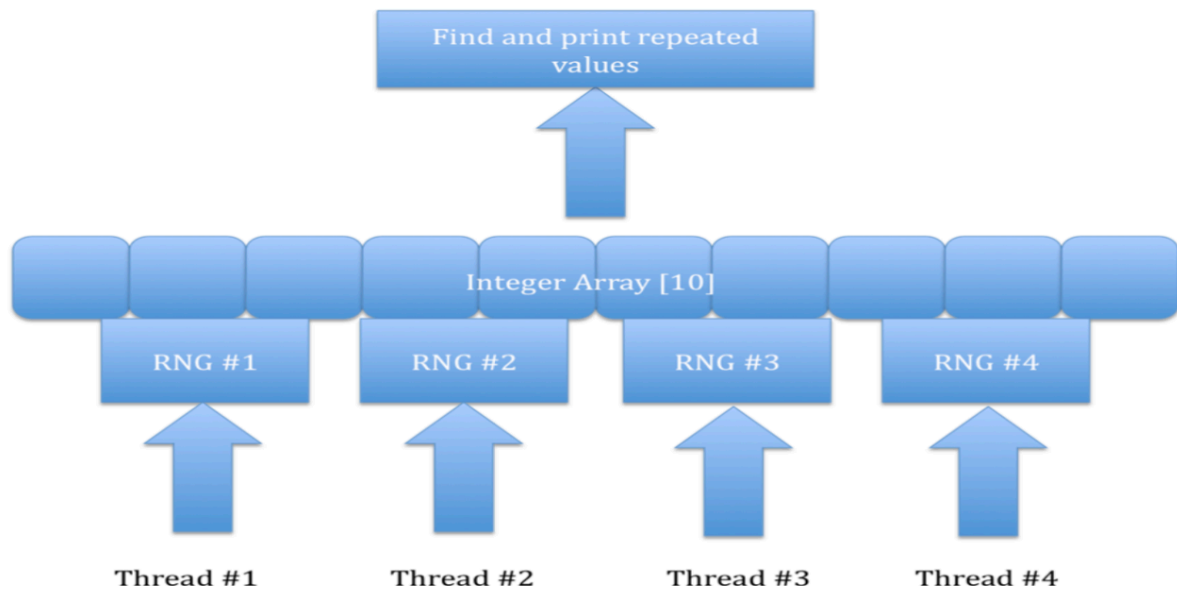 Find and print repeated
values
Integer Array [10]
RNG #1
RNG #2
RNG #3
RNG #4
Thread #1
Thread #2
Thread #3
Thread #4